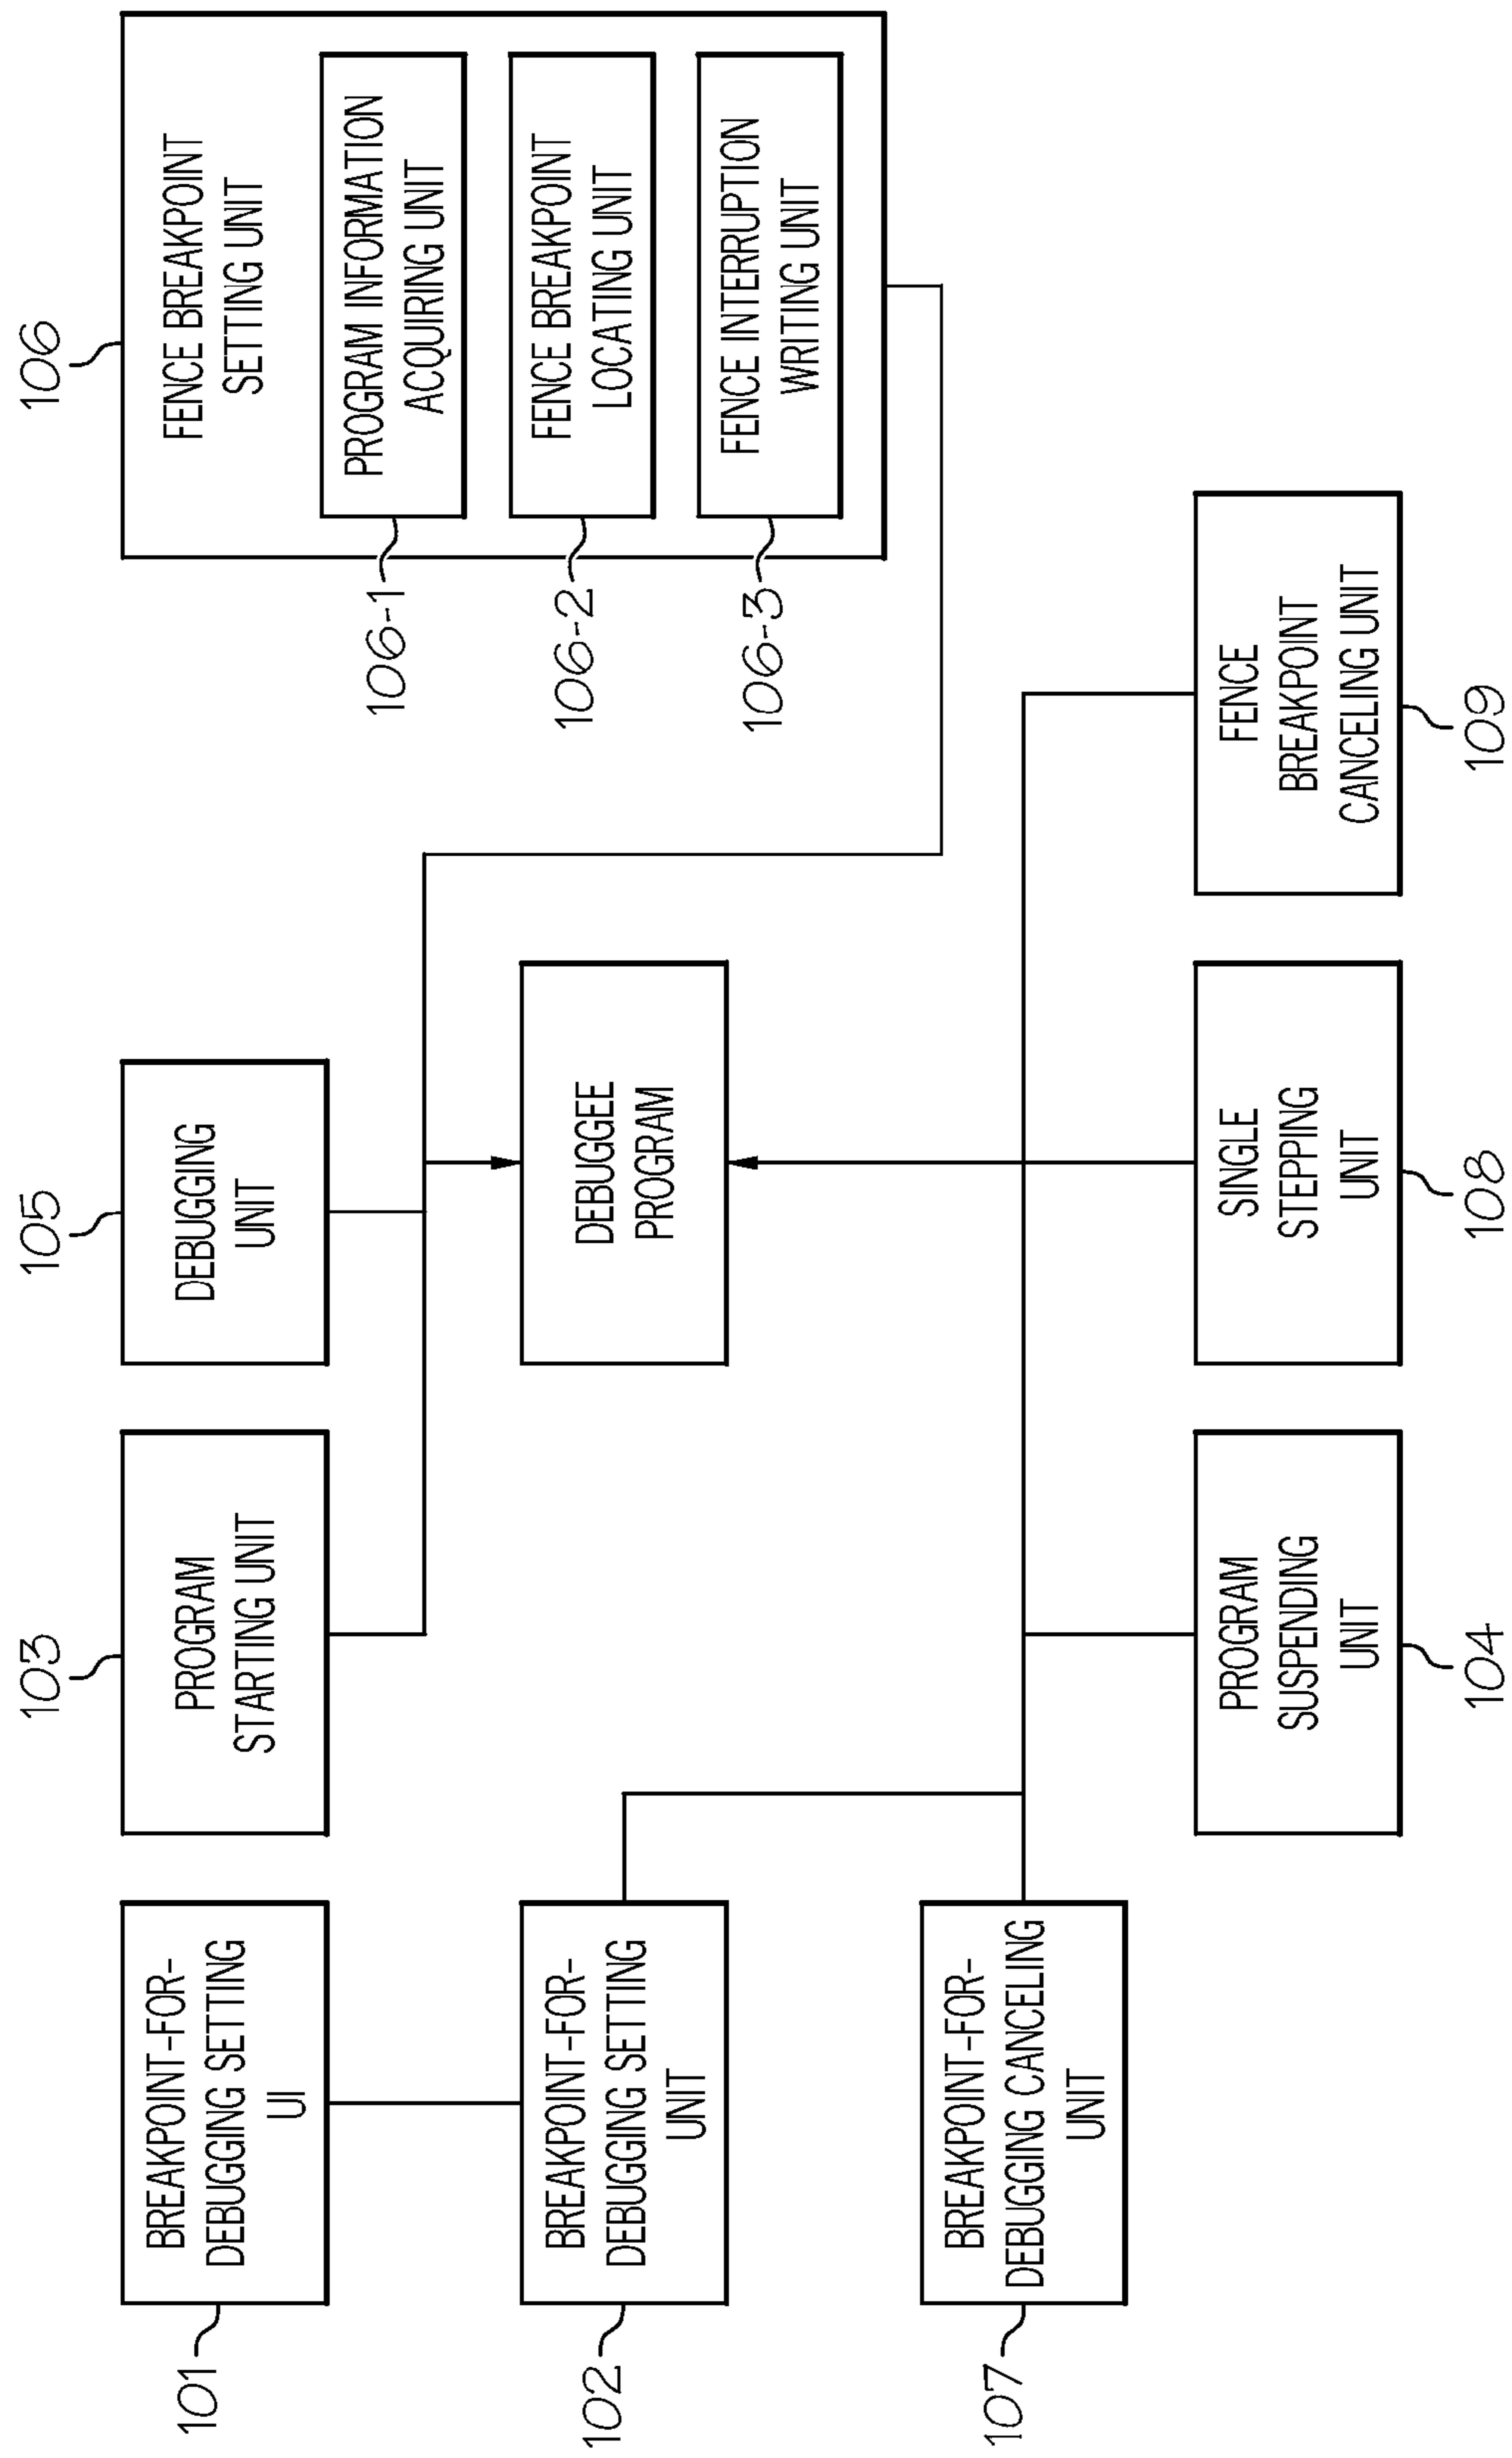 101
BREAKPOINT-FOR-
DEBUGGING SETTING
UI
103
PROGRAM
STARTING UNIT
105
DEBUGGING
UNIT
106
FENCE BREAKPOINT
SETTING UNIT
106-1
PROGRAM INFORMATION
ACQUIRING UNIT
106-2
FENCE BREAKPOINT
LOCATING UNIT
106-3
FENCE INTERRUPTION
WRITING UNIT
102
BREAKPOINT-FOR-
DEBUGGING SETTING
UNIT
DEBUGGEE
PROGRAM
107
BREAKPOINT-FOR-
DEBUGGING CANCELING
UNIT
PROGRAM
SUSPENDING
UNIT
104
SINGLE
STEPPING
UNIT
108
FENCE
BREAKPOINT
CANCELING UNIT
109